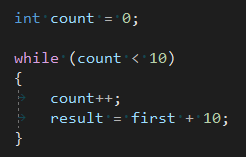 int count = 0;
while (count < 10)
{
count++;
result = first + 10;
}